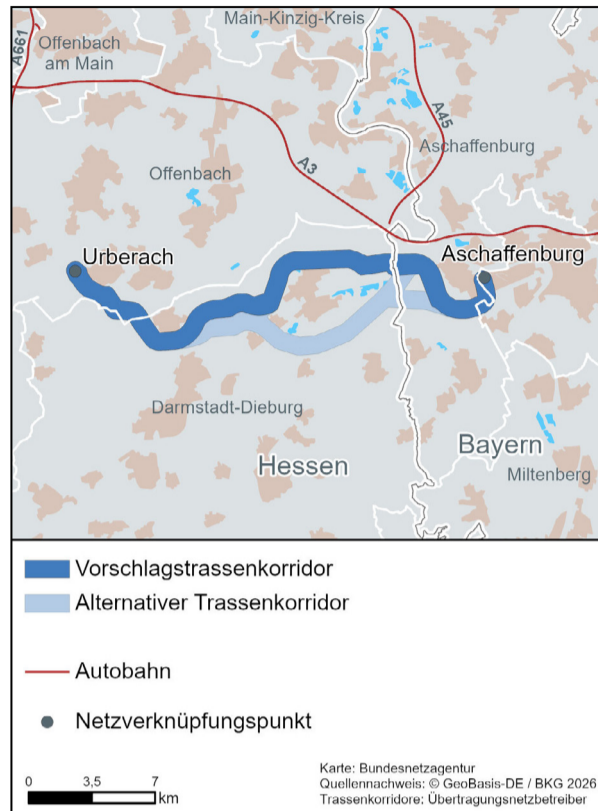 Main-Kinzig-Kreis
A661
Offenbach
am Main
A45
Aschaffenburg
A3
Offenbach
Urberach
Aschaffenburg
Darmstadt-Dieburg
Bayern
Hessen
Miltenberg
Vorschlagstrassenkorridor
Alternativer Trassenkorridor
Autobahn
Netzverknüpfungspunkt
0 3,5 7
km
Karte: Bundesnetzagentur
Quellennachweis: © GeoBasis-DE / BKG 2026
Trassenkorridore: Übertragungsnetzbetreiber